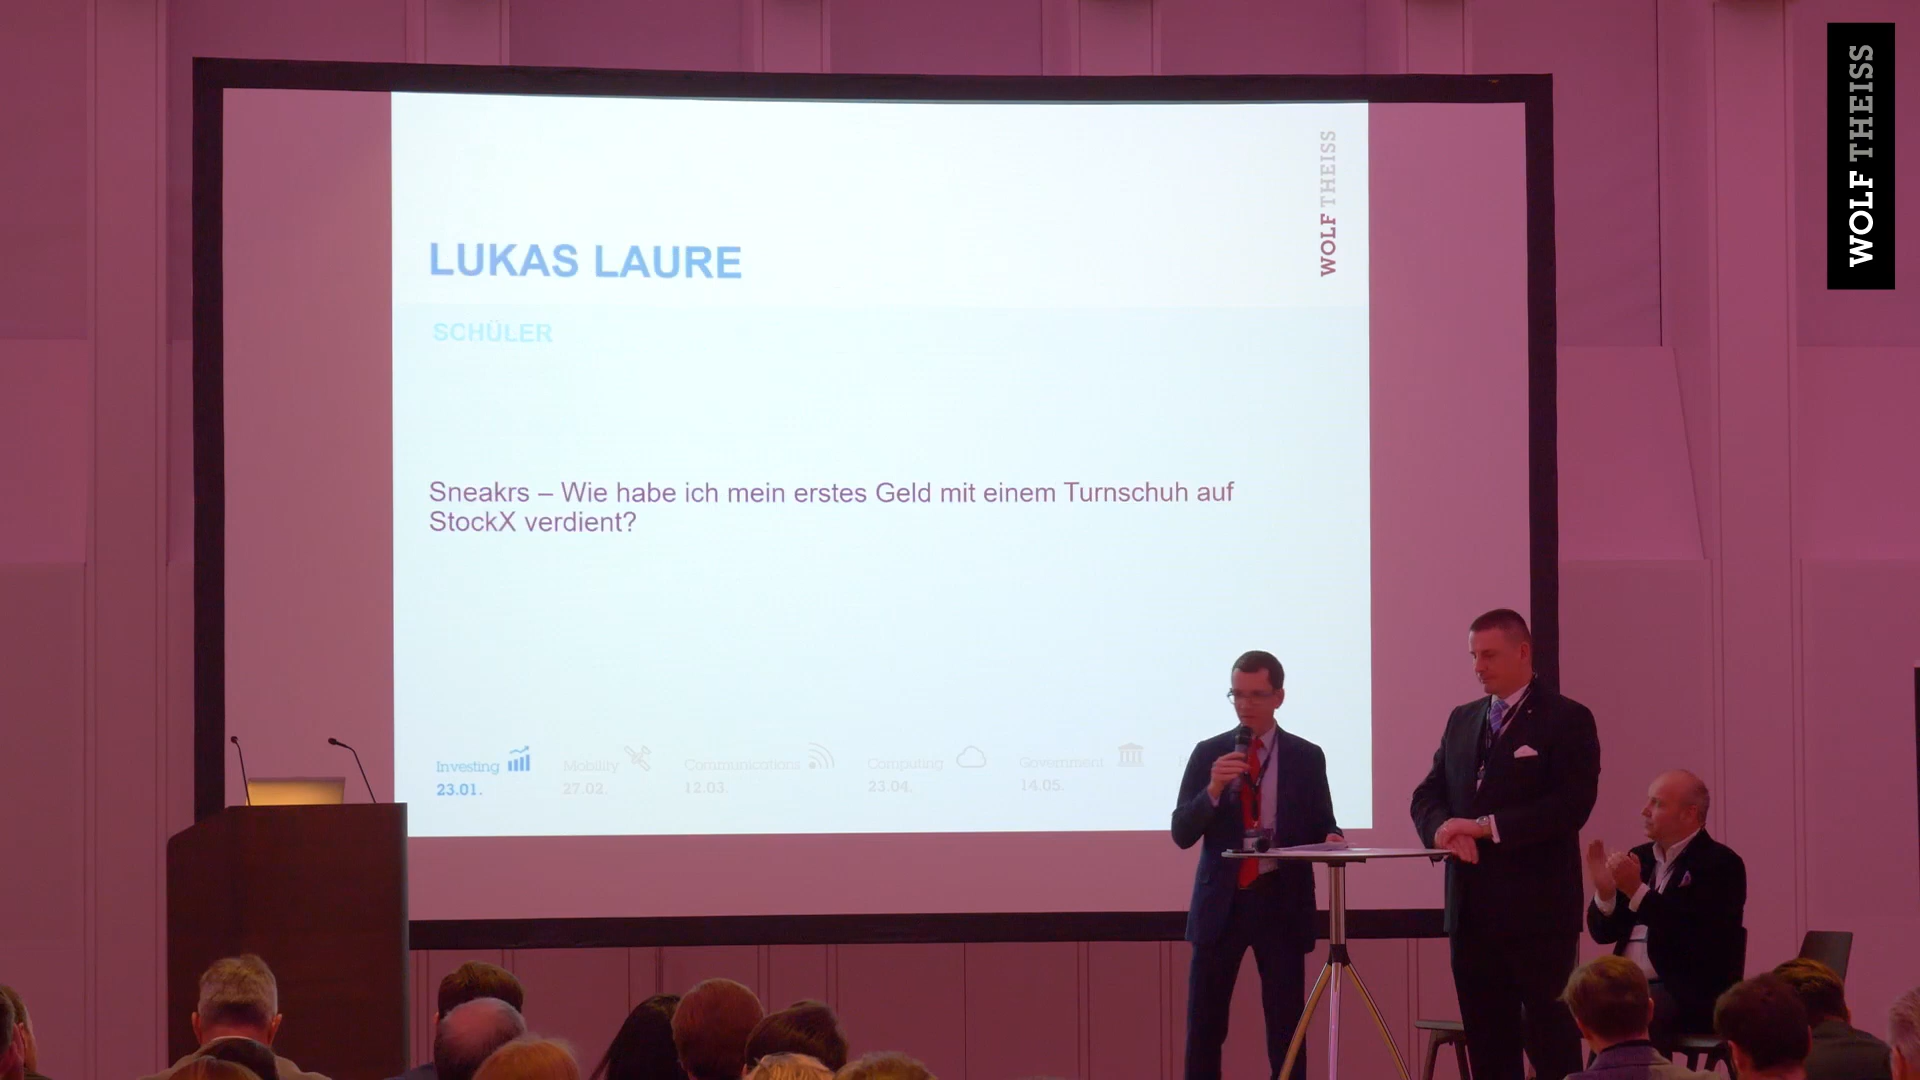 WOLF THEISS
WOLF THEISS
LUKAS LAURE
SCHÜLER
Sneakrs – Wie habe ich mein erstes Geld mit einem Turnschuh auf
StockX verdient?
Investing Mobility Communications Computing Government
23.01. 27.02. 12.03. 23.04. 14.05.